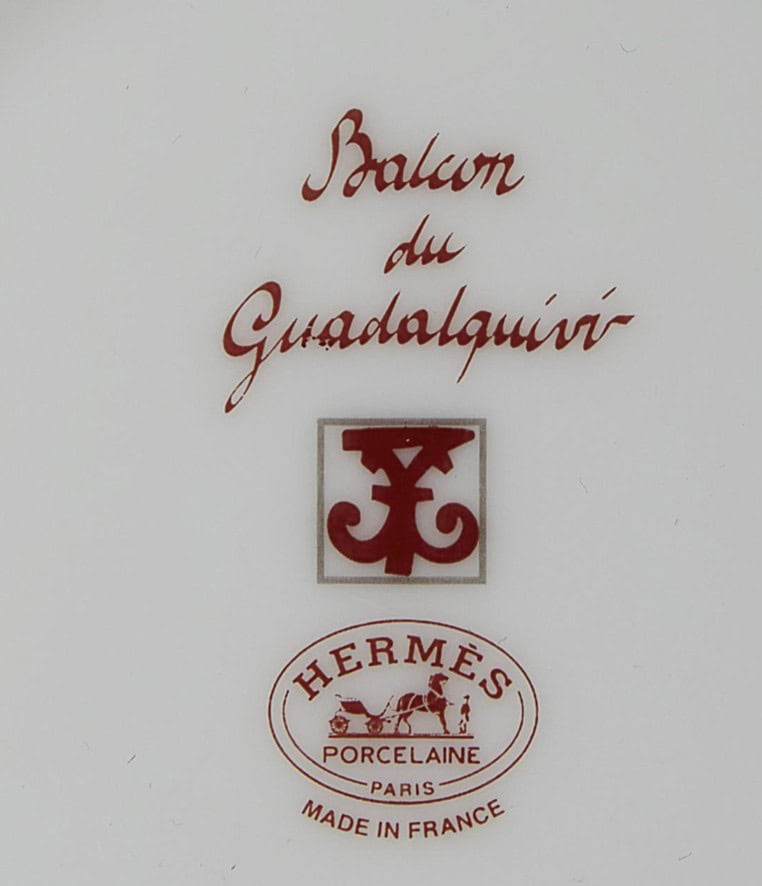 Balcon
du
Guadalquivir
HERMÈS
PORCELAINE
PARIS
MADE IN FRANCE